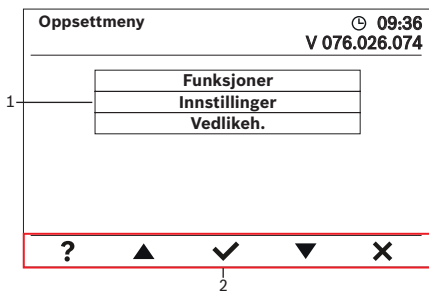 Oppsettmeny 09:36
V 076.026.074
Funksjoner
1 Innstillinger
Vedlikeh.
?
2